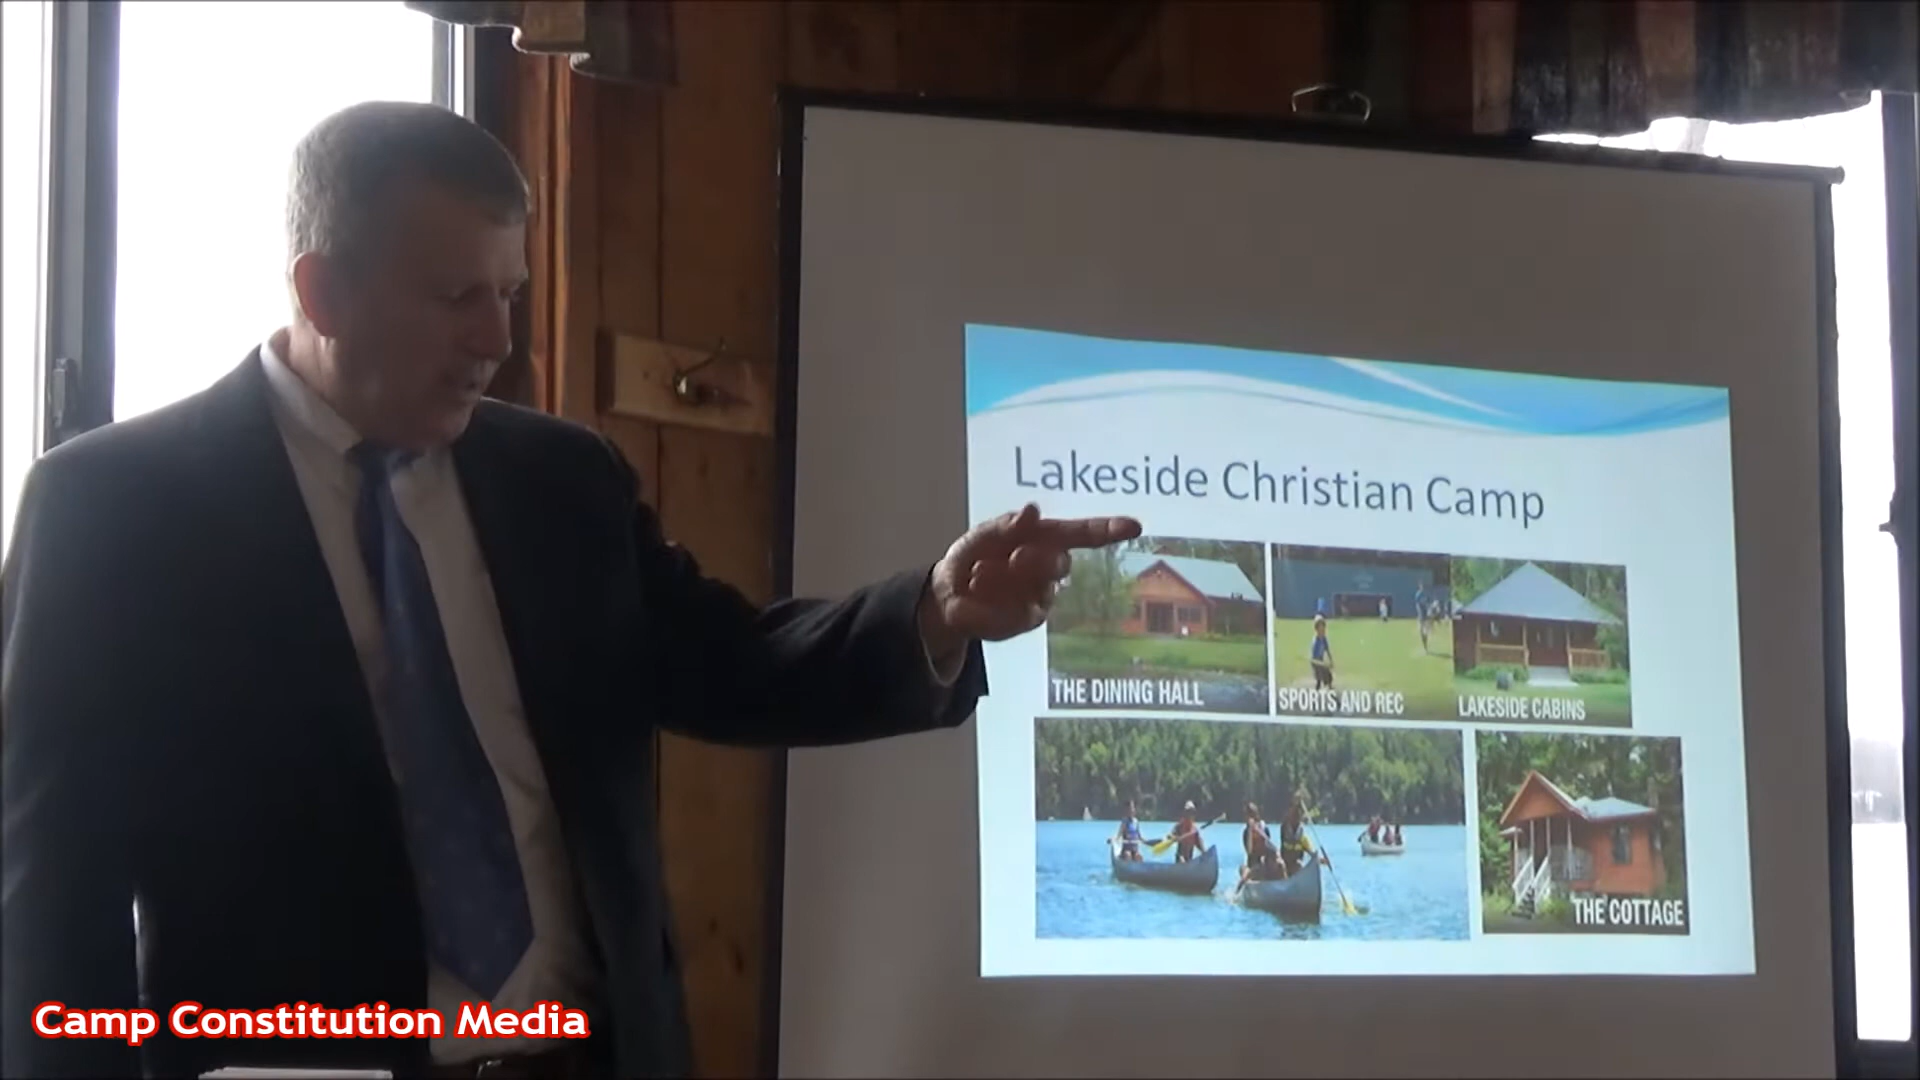 Lakeside Christian Camp
THE DINING HALL
SPORTS AND REC
LAKESIDE CABINS
THE COTTAGE
Camp Constitution Media